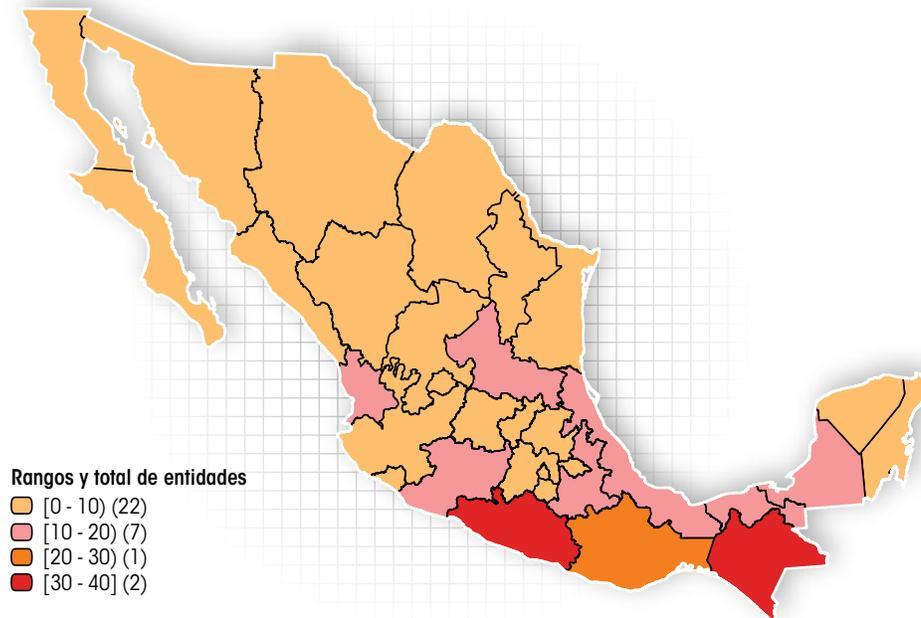 Rangos y total de entidades
[0 - 10) (22)
[10 - 20) (7)
[20 - 30) (1)
[30 - 40] (2)